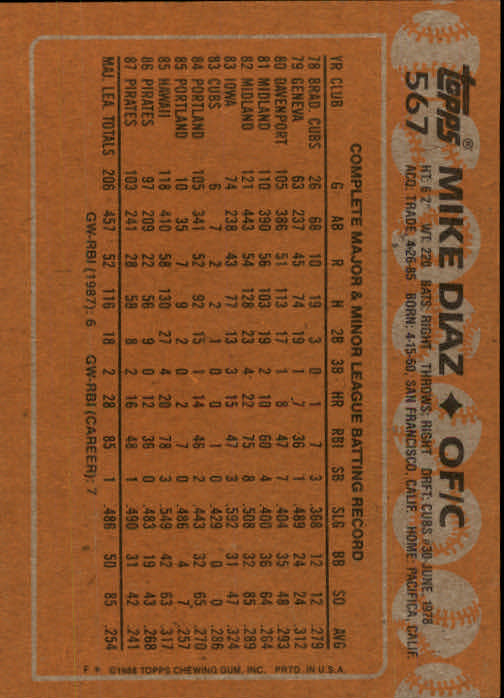 topps®
567
MIKE DIAZ ♦ OF/C
HT: 6'2" WT: 220 BATS: RIGHT THROWS: RIGHT DRFT: CUBS #30-JUNE, 1978
ACQ: TRADE, 4-26-85 BORN: 4-15-60, SAN FRANCISCO, CALIF. HOME: PACIFICA, CALIF.
COMPLETE MAJOR & MINOR LEAGUE BATTING RECORD
YR CLUB G AB R H 2B 3B HR RBI SB SLG BB SO AVG
78 BRAD. CUBS 26 68 10 19 3 0 1 7 3 .368 12 12 .279
79 GENEVA 63 237 45 74 19 1 7 36 1 .489 24 24 .312
80 DAVENPORT 105 386 51 113 17 1 8 47 7 .404 35 48 .293
81 MIDLAND 110 390 56 103 19 2 10 60 4 .400 36 64 .264
82 MIDLAND 121 443 54 128 23 4 22 75 8 .508 32 85 .289
83 IOWA 74 238 43 77 13 3 15 47 3 .592 31 47 .324
83 CUBS 6 7 2 2 1 0 0 1 0 .429 0 0 .286
84 PORTLAND 105 341 52 92 15 1 14 46 2 .443 32 65 .270
85 PORTLAND 10 35 7 9 2 0 2 7 0 .486 4 7 .257
85 HAWAII 118 410 58 130 27 4 20 78 3 .549 42 63 .317
86 PIRATES 97 209 22 56 9 0 12 36 0 .483 19 43 .268
87 PIRATES 103 241 28 58 8 2 16 48 1 .490 31 42 .241
MAJ. LEA. TOTALS 206 457 52 116 18 2 28 85 1 .486 50 85 .254
GW-RBI (1987): 6 GW-RBI (CAREER): 7
F * ©1988 TOPPS CHEWING GUM, INC. PRTD. IN U.S.A.